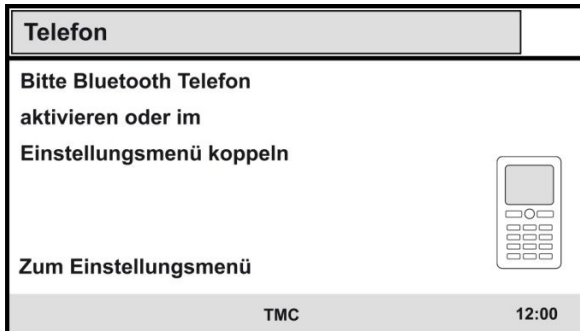 Telefon
Bitte Bluetooth Telefon
aktivieren oder im
Einstellungsmenü koppeln
Zum Einstellungsmenü
TMC 12:00